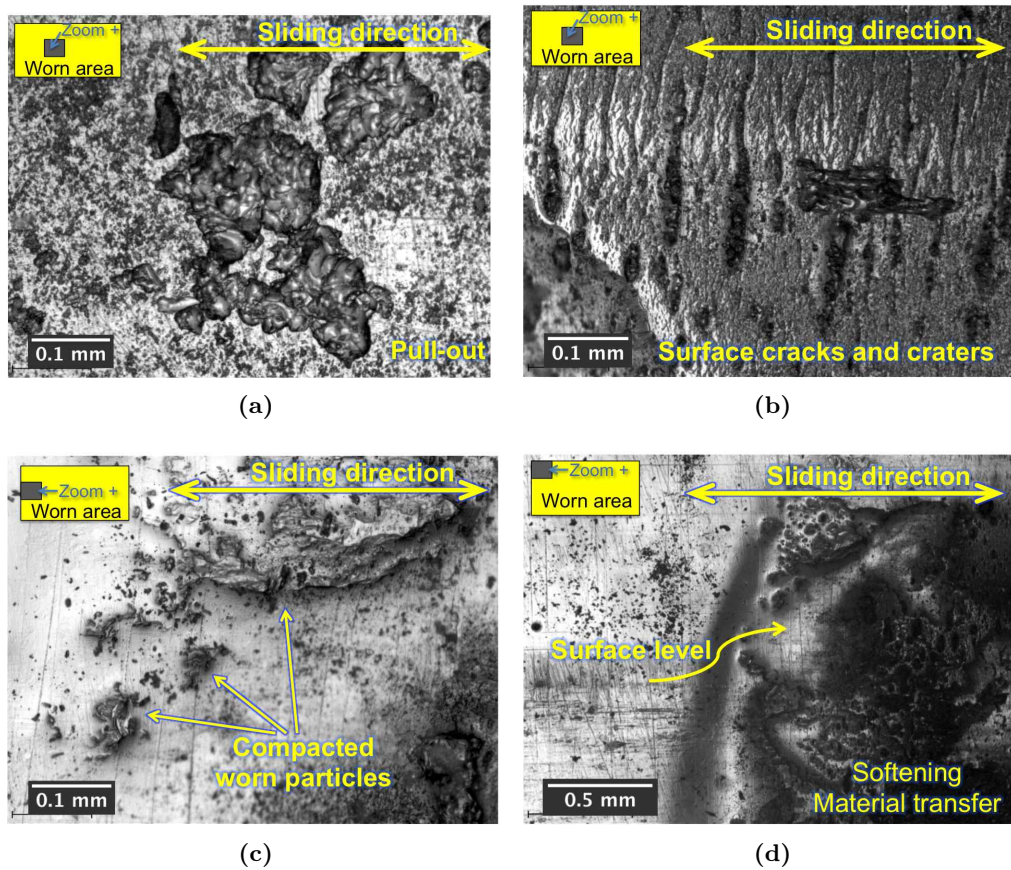 Zoom +
Worn area
Sliding direction
0.1 mm
Pull-out
(a)
Zoom +
Worn area
Sliding direction
0.1 mm
Surface cracks and craters
(b)
Zoom +
Worn area
Sliding direction
Compacted
worn particles
0.1 mm
(c)
Zoom +
Worn area
Sliding direction
Surface level
0.5 mm
Softening
Material transfer
(d)